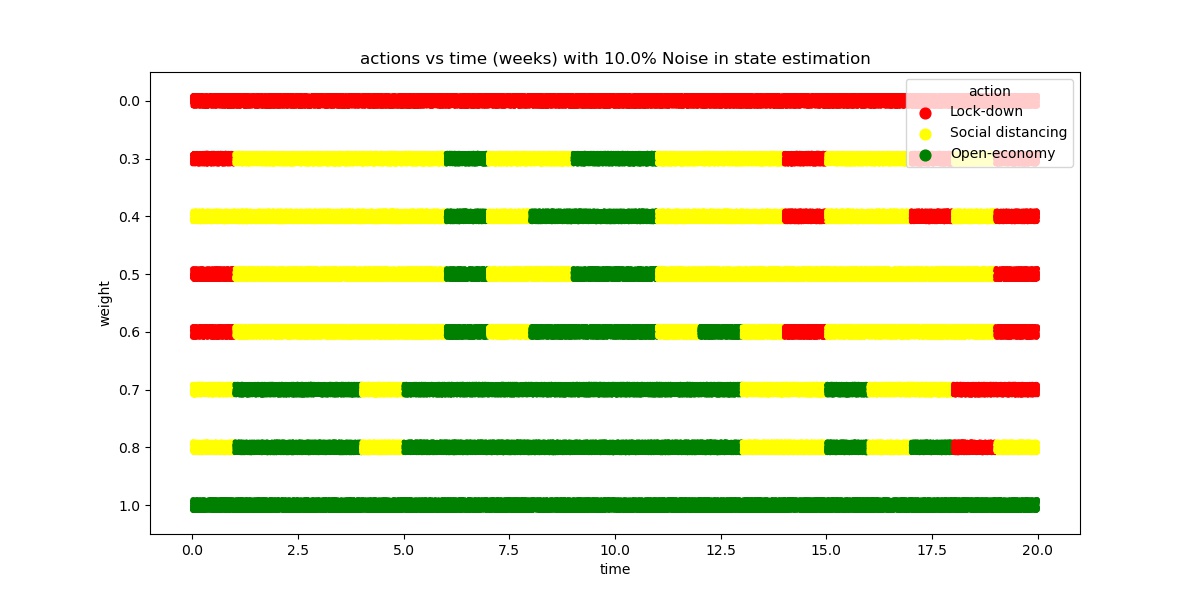 actions vs time (weeks) with 10.0% Noise in state estimation
action
Lock-down
Social distancing
Open-economy
weight
0.0
0.3
0.4
0.5
0.6
0.7
0.8
1.0
0.0 2.5 5.0 7.5 10.0 12.5 15.0 17.5 20.0
time